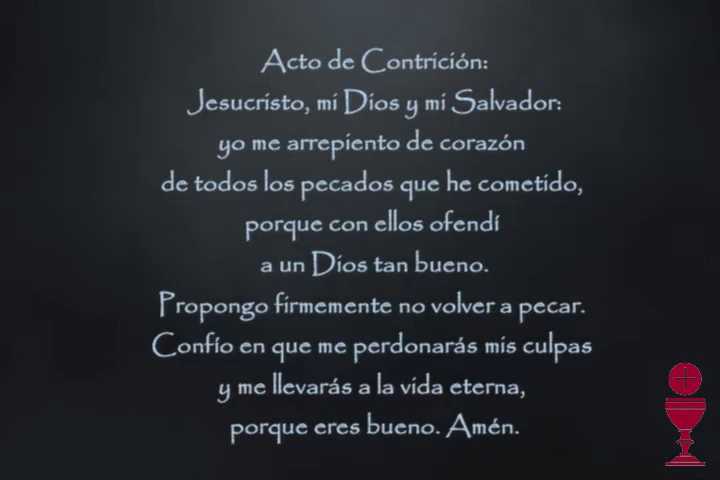 Acto de Contrición:
Jesucristo, mi Dios y mi Salvador:
yo me arrepiento de corazón
de todos los pecados que he cometido,
porque con ellos ofendí
a un Dios tan bueno.
Propongo firmemente no volver a pecar.
Confío en que me perdonarás mis culpas
y me llevarás a la vida eterna,
porque eres bueno. Amén.